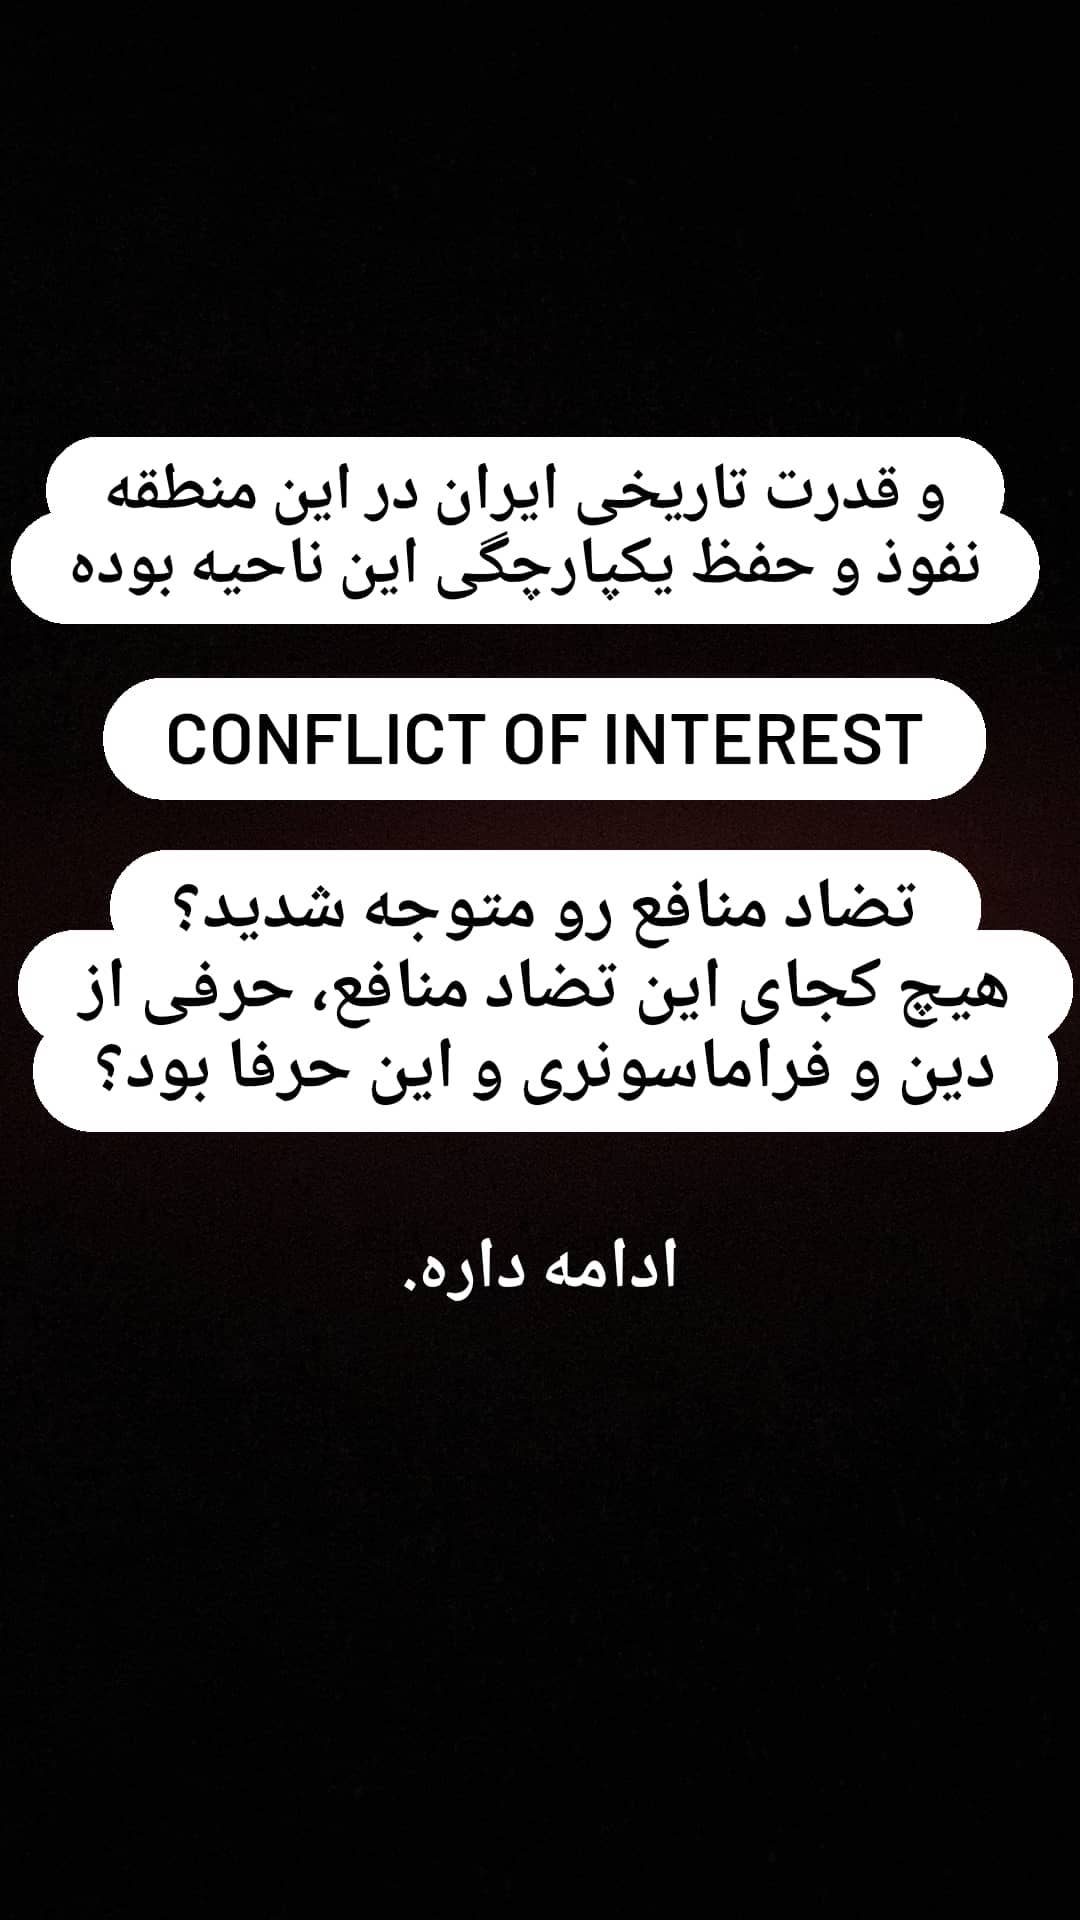 و قدرت تاریخی ایران در این منطقه
نفوذ و حفظ یکپارچگی این ناحیه بوده
CONFLICT OF INTEREST
تضاد منافع رو متوجه شدید؟
هیچ کجای این تضاد منافع، حرفی از
دین و فراماسونری و این حرفا بود؟
ادامه داره.